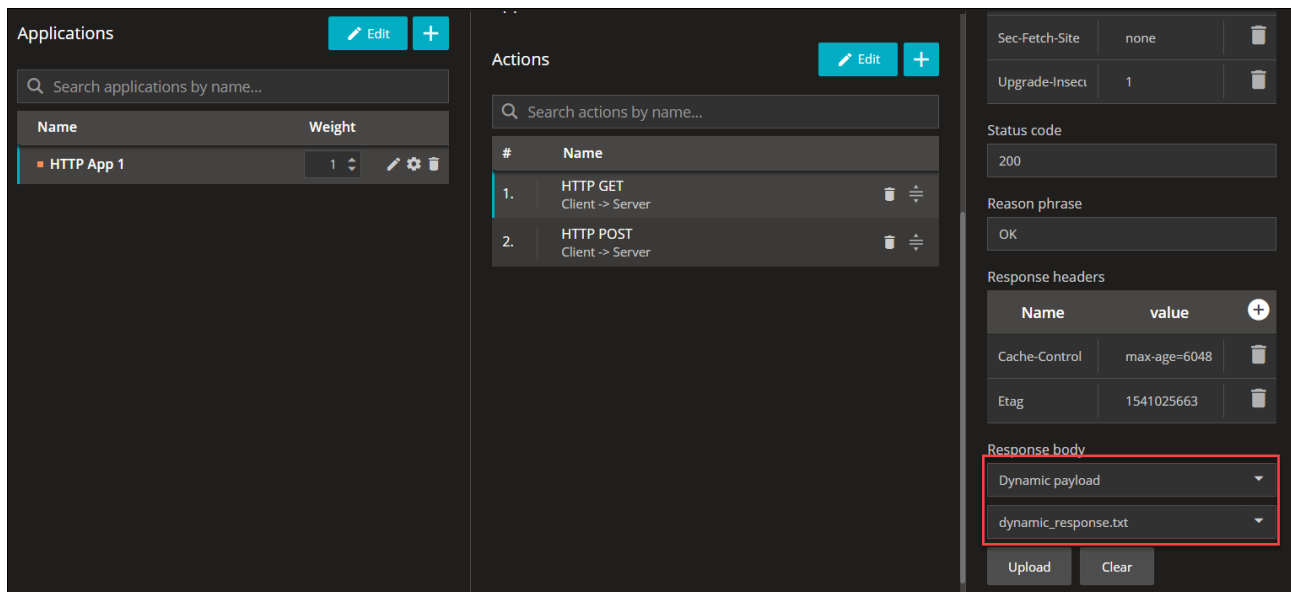 Applications
Edit
Search applications by name...
Name Weight
HTTP App 1 1
Actions
Edit
Search actions by name...
# Name
1. HTTP GET
Client -> Server
2. HTTP POST
Client -> Server
Sec-Fetch-Site none
Upgrade-Insecu 1
Status code
200
Reason phrase
OK
Response headers
Name value
Cache-Control max-age=6048
Etag 1541025663
Response body
Dynamic payload
dynamic_response.txt
Upload Clear